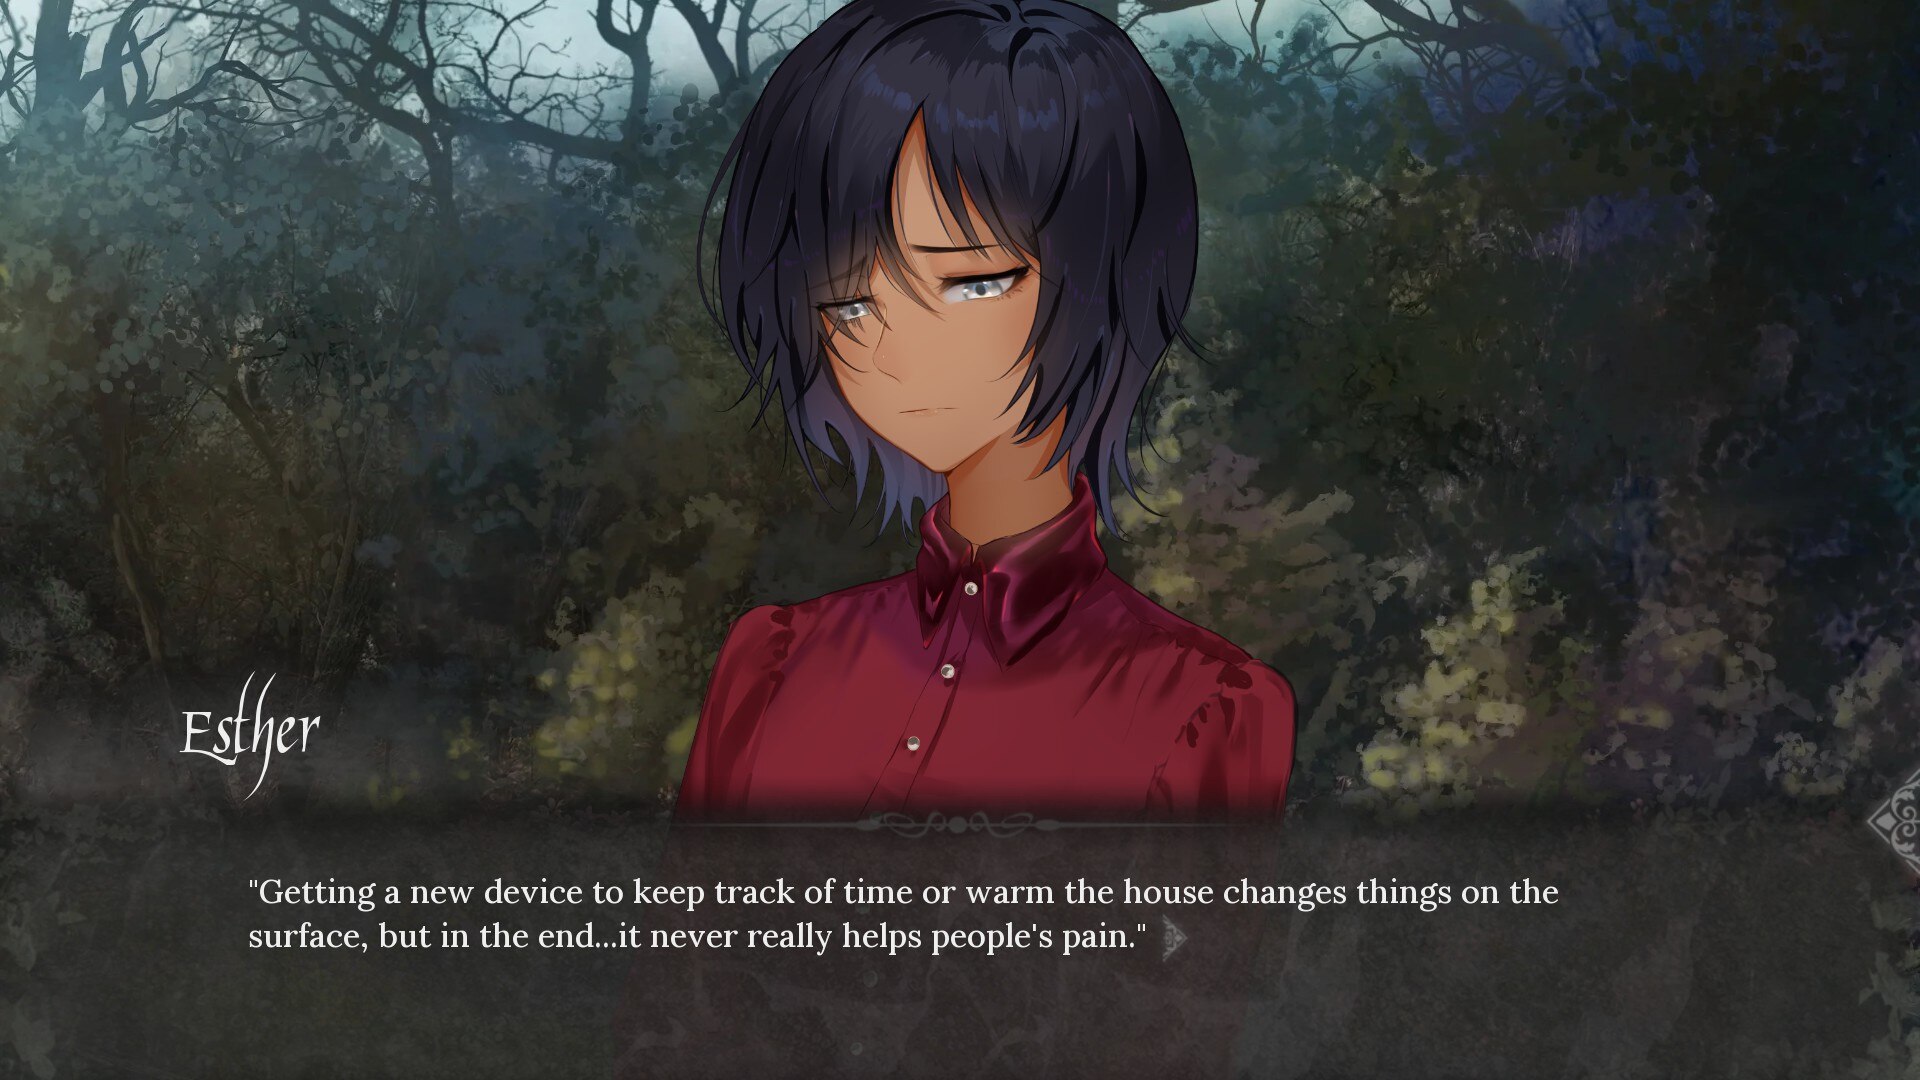 Esther
"Getting a new device to keep track of time or warm the house changes things on the
surface, but in the end...it never really helps people's pain."